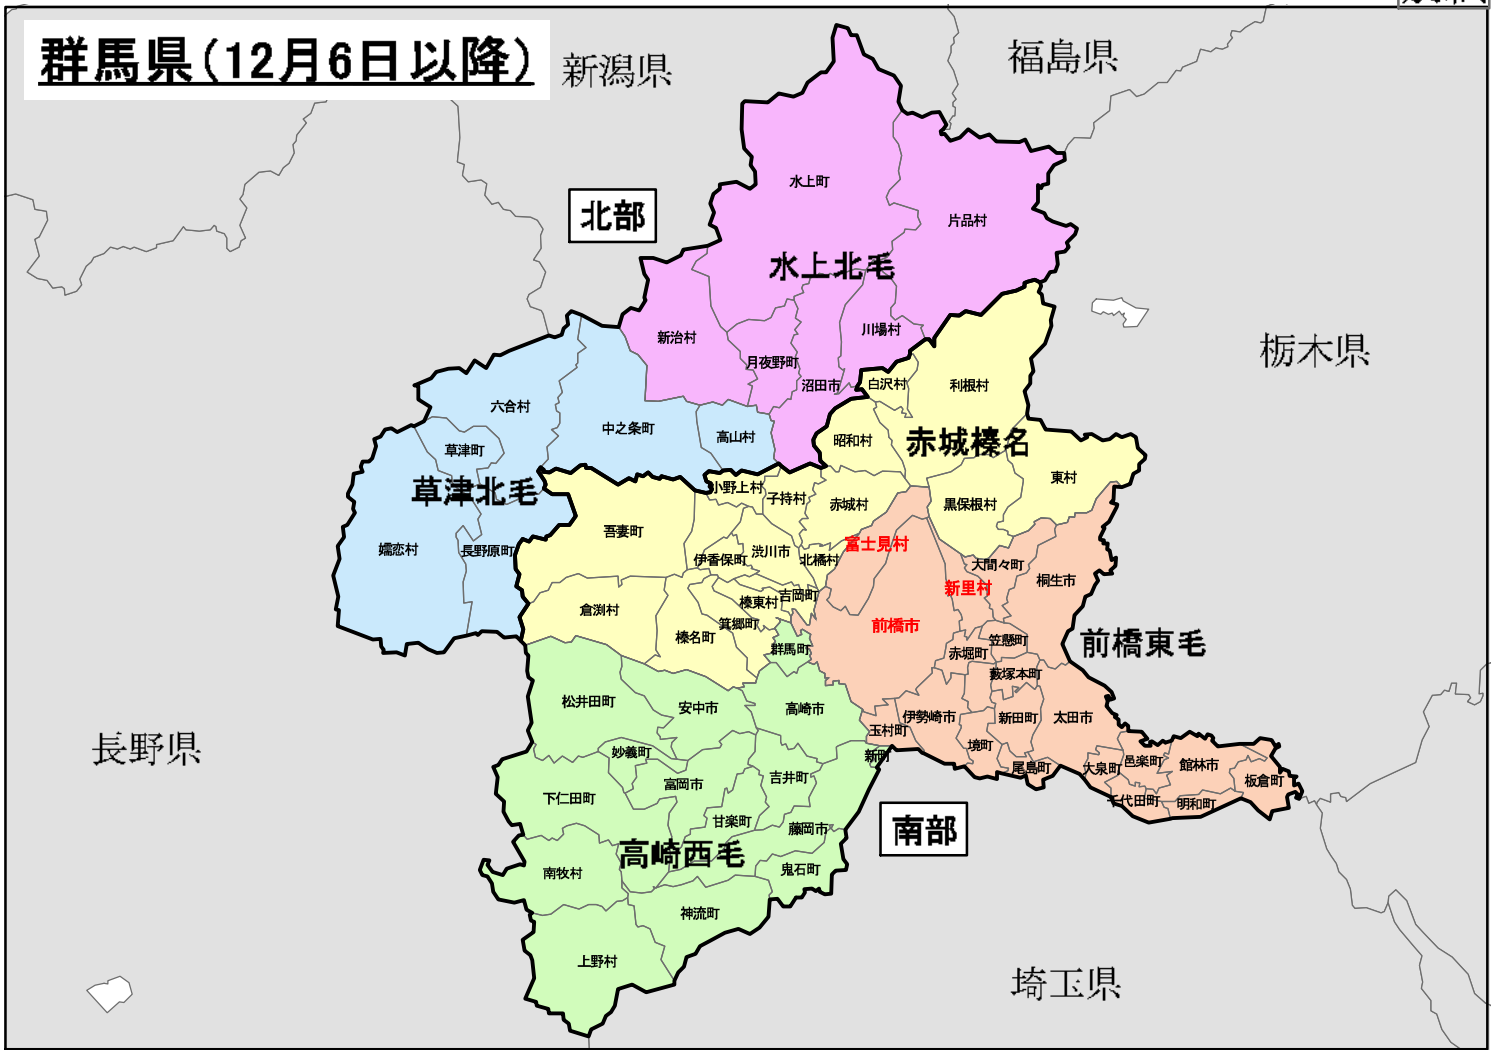 群馬県(12月6日以降)
新潟県
福島県
水上町
北部
片品村
水上北毛
新治村
川場村
栃木県
月夜野町
沼田市
白沢村
利根村
六合村
中之条町
高山村
昭和村
赤城榛名
草津町
東村
草津北毛
小野上村
子持村
赤城村
黒保根村
吾妻町
富士見村
嬬恋村
長野原町
伊香保町
渋川市
北橘村
大間々町
桐生市
新里村
倉渕村
榛東村
吉岡町
箕郷町
前橋市
榛名町
群馬町
赤堀町
笠懸町
前橋東毛
藪塚本町
松井田町
安中市
高崎市
伊勢崎市
新田町
太田市
玉村町
長野県
妙義町
新町
境町
尾島町
大泉町
邑楽町
館林市
板倉町
富岡市
吉井町
下仁田町
千代田町
明和町
甘楽町
藤岡市
南部
高崎西毛
南牧村
鬼石町
神流町
上野村
埼玉県